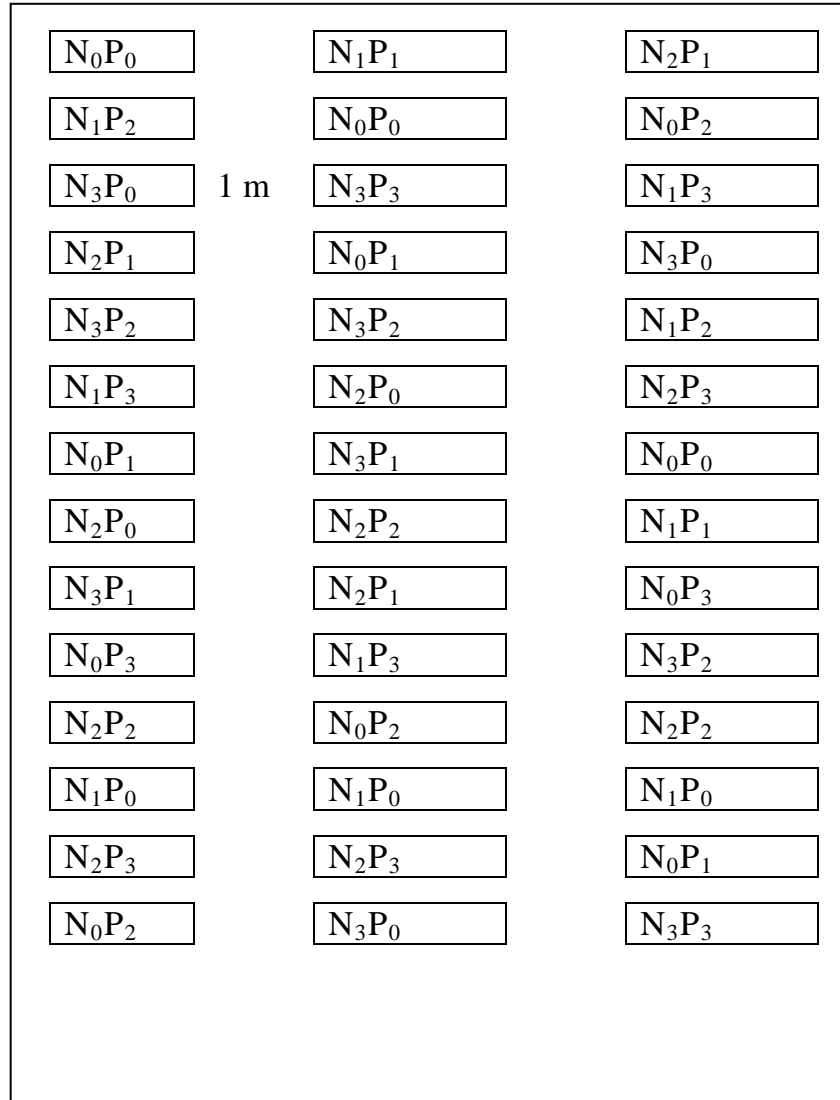 N₀P₀ N₁P₁ N₂P₁
N₁P₂ N₀P₀ N₀P₂
N₃P₀ 1 m N₃P₃ N₁P₃
N₂P₁ N₀P₁ N₃P₀
N₃P₂ N₃P₂ N₁P₂
N₁P₃ N₂P₀ N₂P₃
N₀P₁ N₃P₁ N₀P₀
N₂P₀ N₂P₂ N₁P₁
N₃P₁ N₂P₁ N₀P₃
N₀P₃ N₁P₃ N₃P₂
N₂P₂ N₀P₂ N₂P₂
N₁P₀ N₁P₀ N₁P₀
N₂P₃ N₂P₃ N₀P₁
N₀P₂ N₃P₀ N₃P₃